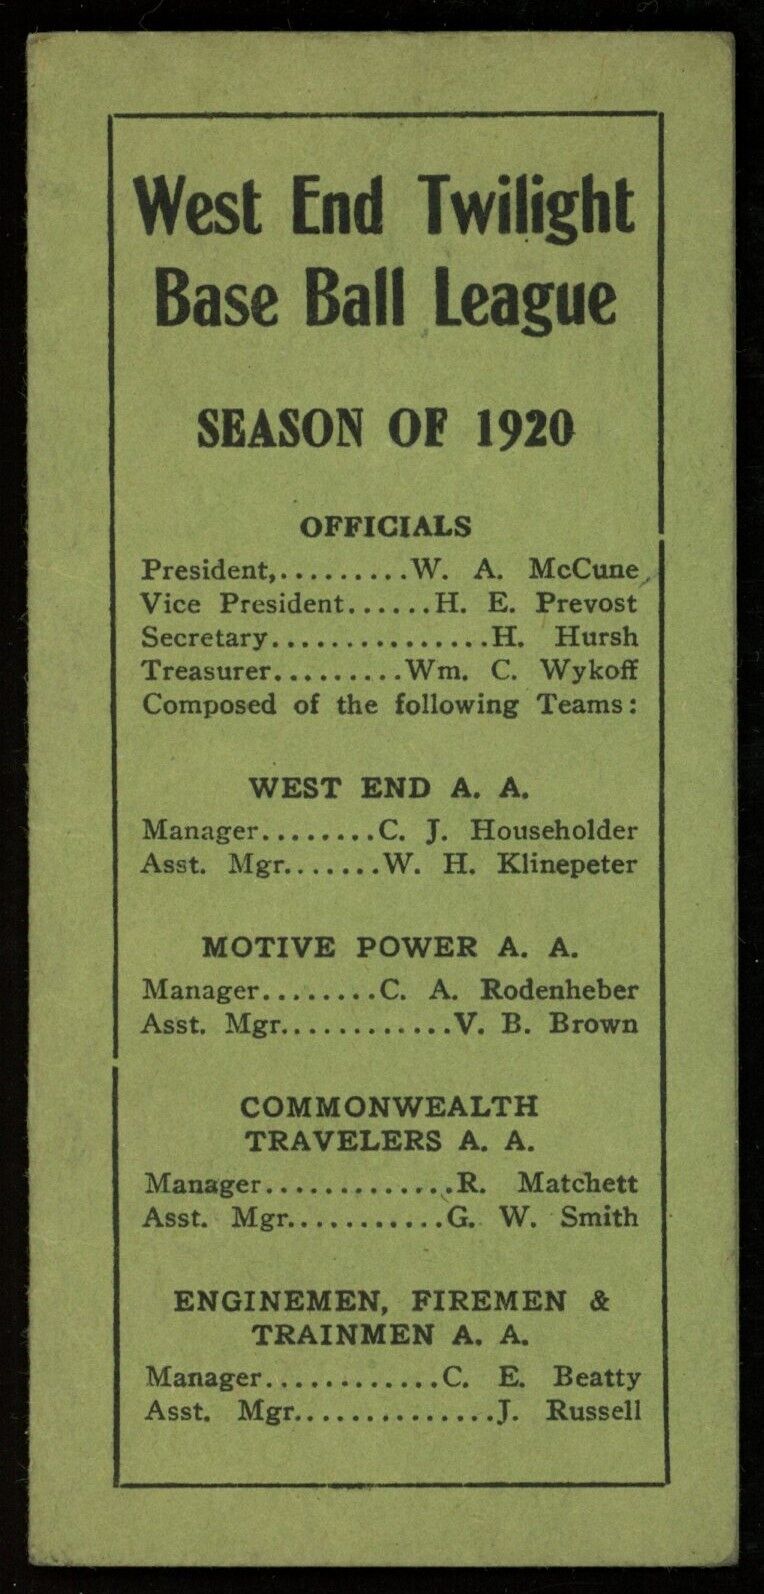 West End Twilight
Base Ball League
SEASON OF 1920
OFFICIALS
President,.........W. A. McCune
Vice President......H. E. Prevost
Secretary...............H. Hursh
Treasurer.........Wm. C. Wykoff
Composed of the following Teams:
WEST END A. A.
Manager........C. J. Householder
Asst. Mgr.......W. H. Klinepeter
MOTIVE POWER A. A.
Manager........C. A. Rodenheber
Asst. Mgr............V. B. Brown
COMMONWEALTH
TRAVELERS A. A.
Manager.............R. Matchett
Asst. Mgr...........G. W. Smith
ENGINEMEN, FIREMEN &
TRAINMEN A. A.
Manager............C. E. Beatty
Asst. Mgr..............J. Russell